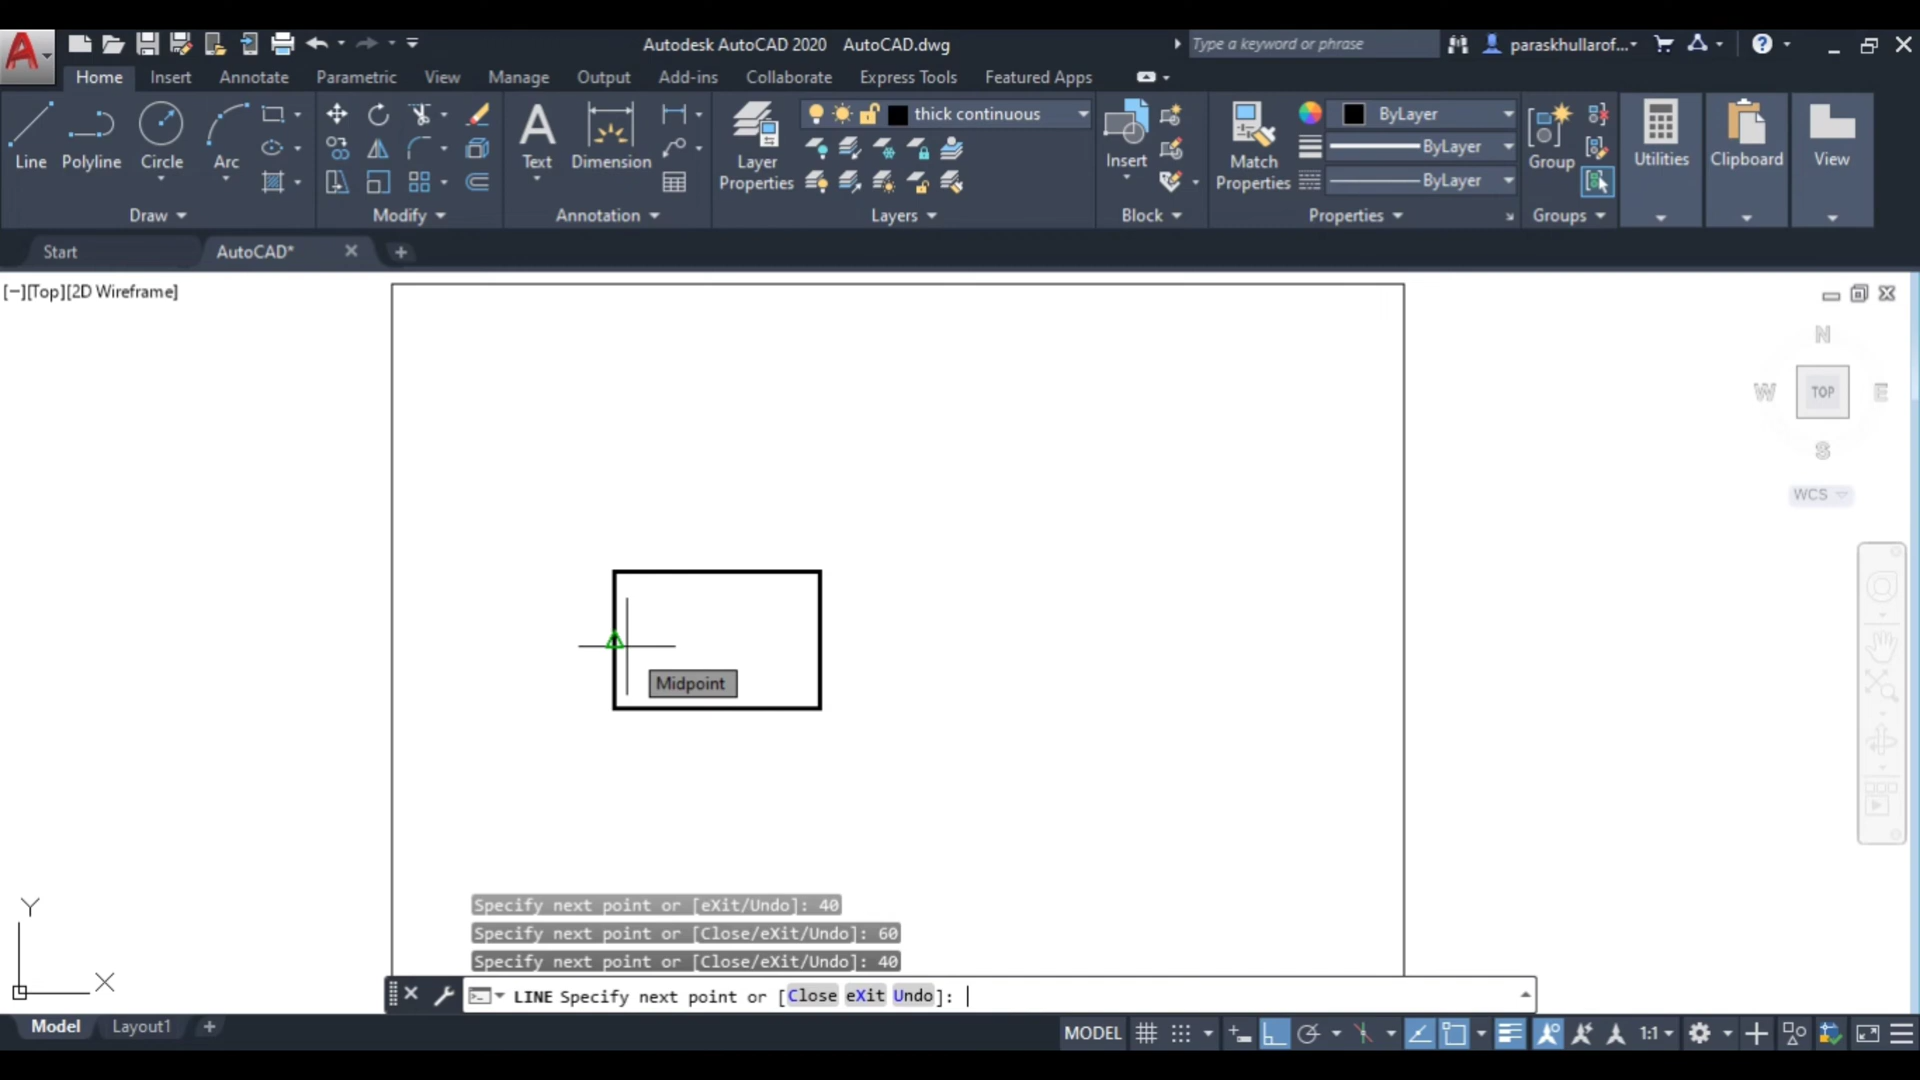 Autodesk AutoCAD 2020 AutoCAD.dwg
Type a keyword or phrase
paraskhullarof...
Home Insert Annotate Parametric View Manage Output Add-ins Collaborate Express Tools Featured Apps
Line Polyline Circle Arc
Draw
Modify
Text Dimension
Annotation
Layer Properties
thick continuous
Layers
Insert
Block
Match Properties
ByLayer
ByLayer
ByLayer
Properties
Group
Groups
Utilities
Clipboard
View
Start AutoCAD*
[−][Top][2D Wireframe]
N
W TOP E
S
WCS
Midpoint
Y
X
Specify next point or [eXit/Undo]: 40
Specify next point or [Close/eXit/Undo]: 60
Specify next point or [Close/eXit/Undo]: 40
LINE Specify next point or [Close eXit Undo]:
Model Layout1
MODEL 1:1